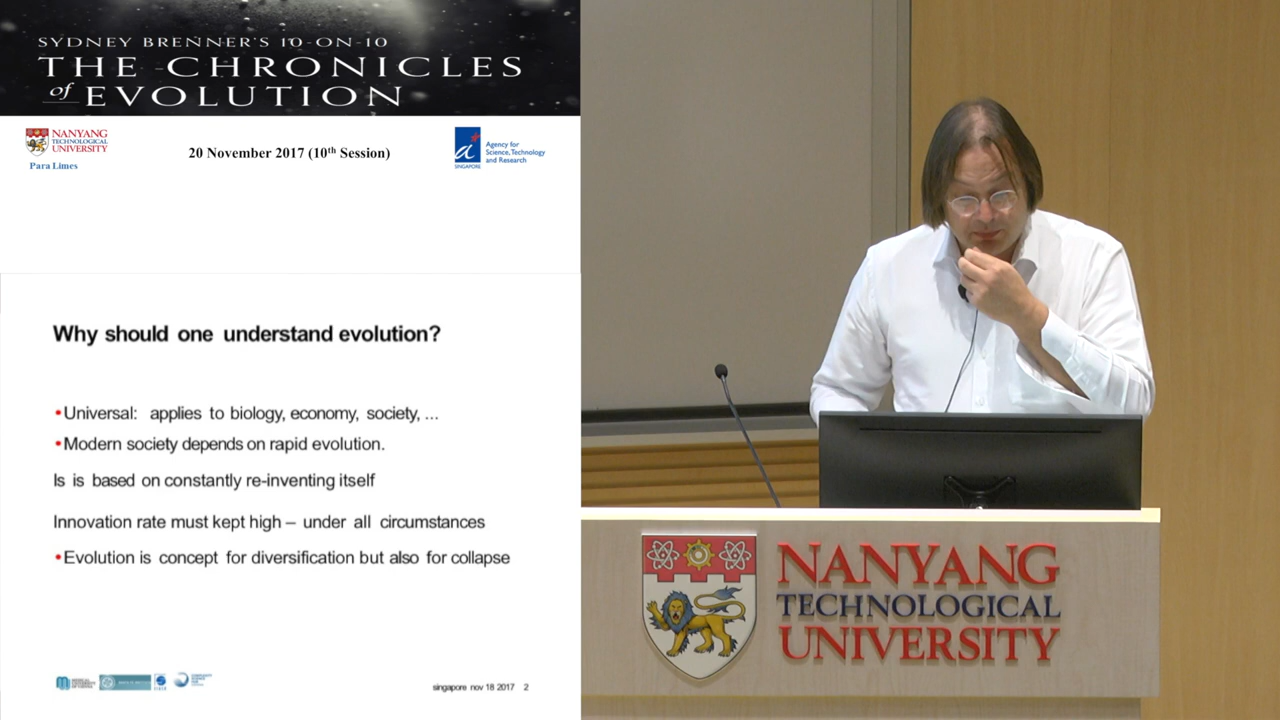 SYDNEY BRENNER'S 10-ON-10
THE CHRONICLES
of EVOLUTION
NANYANG
TECHNOLOGICAL
UNIVERSITY
Para Limes
20 November 2017 (10th Session)
SINGAPORE
Agency for
Science, Technology
and Research
Why should one understand evolution?
•Universal: applies to biology, economy, society, ...
•Modern society depends on rapid evolution.
Is is based on constantly re-inventing itself
Innovation rate must kept high – under all circumstances
•Evolution is concept for diversification but also for collapse
singapore nov 18 2017 2
NANYANG
TECHNOLOGICAL
UNIVERSITY